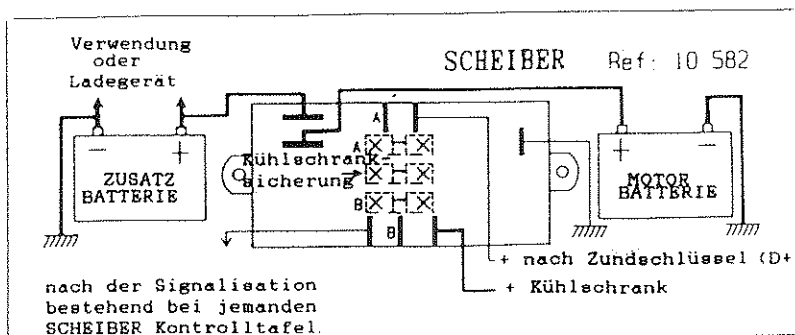 Verwendung
oder
Ladegerät
SCHEIBER Ref: 10 582
A
A
- +
Kühlschrank-
sicherung
+ -
ZUSATZ
BATTERIE
MOTOR
BATTERIE
B
B
+ nach Zundschlüssel (D+
+ Kühlschrank
nach der Signalisation
bestehend bei jemanden
SCHEIBER Kontrolltafel.